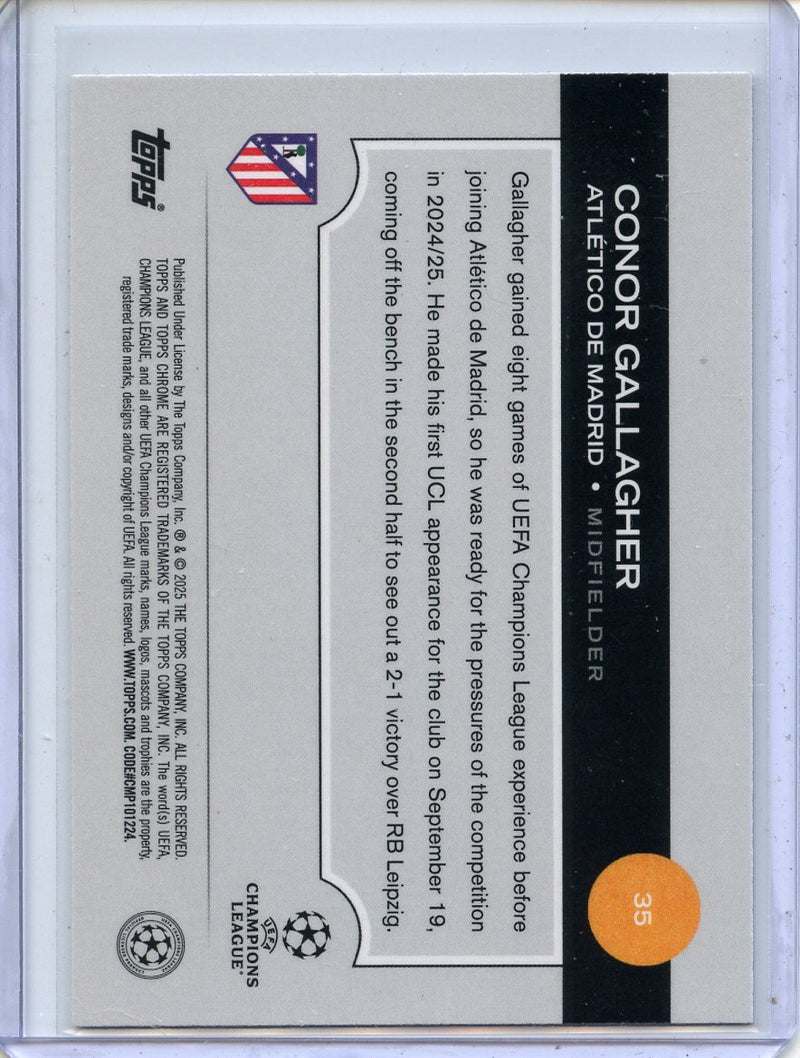 CONOR GALLAGHER
ATLÉTICO DE MADRID • MIDFIELDER
35
Gallagher gained eight games of UEFA Champions League experience before
joining Atlético de Madrid, so he was ready for the pressures of the competition
in 2024/25. He made his first UCL appearance for the club on September 19,
coming off the bench in the second half to see out a 2-1 victory over RB Leipzig.
UEFA
CHAMPIONS
LEAGUE®
topps®
Published Under License by The Topps Company, Inc. ® & © 2025 THE TOPPS COMPANY, INC. ALL RIGHTS RESERVED.
TOPPS AND TOPPS CHROME ARE REGISTERED TRADEMARKS OF THE TOPPS COMPANY, INC. The word(s) UEFA,
CHAMPIONS LEAGUE, and all other UEFA Champions League marks, names, logos, mascots and trophies are the property,
registered trade marks, designs and/or copyright of UEFA. All rights reserved. WWW.TOPPS.COM. CODE#CMP101224.